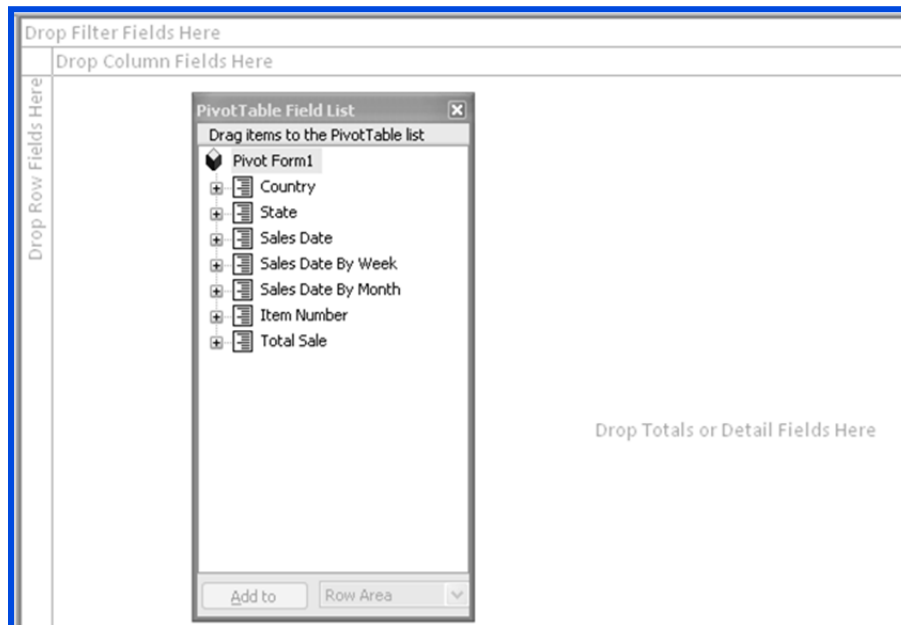 Drop Filter Fields Here
Drop Column Fields Here
Drop Row Fields Here
PivotTable Field List
Drag items to the PivotTable list
Pivot Form1
Country
State
Sales Date
Sales Date By Week
Sales Date By Month
Item Number
Total Sale
Drop Totals or Detail Fields Here
Add to Row Area